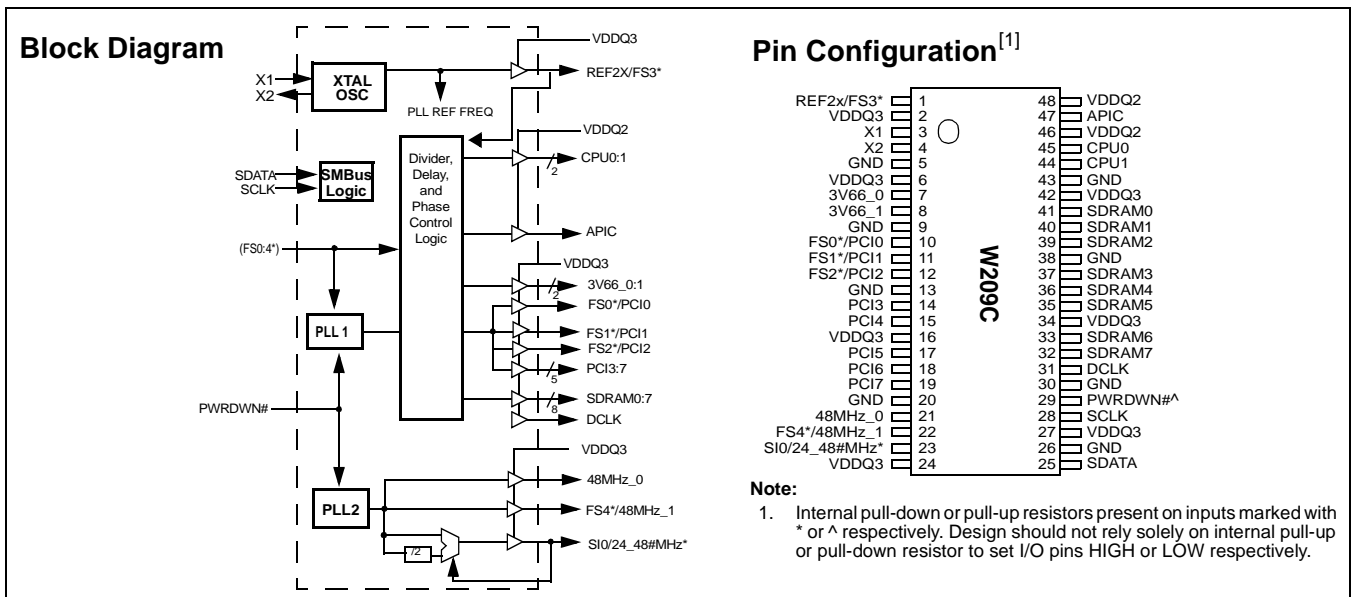 Block Diagram
VDDQ3
X1
X2
XTAL
OSC
REF2X/FS3*
PLL REF FREQ
VDDQ2
Divider,
Delay,
and
Phase
Control
Logic
CPU0:1
2
SDATA
SCLK
SMBus
Logic
APIC
(FS0:4*)
VDDQ3
3V66_0:1
2
FS0*/PCI0
PLL 1
FS1*/PCI1
FS2*/PCI2
PCI3:7
5
PWRDWN#
SDRAM0:7
8
DCLK
VDDQ3
48MHz_0
PLL2
FS4*/48MHz_1
/2
SI0/24_48#MHz*
Pin Configuration[1]
REF2x/FS3* 1 48 VDDQ2
VDDQ3 2 47 APIC
X1 3 46 VDDQ2
X2 4 45 CPU0
GND 5 44 CPU1
VDDQ3 6 43 GND
3V66_0 7 42 VDDQ3
3V66_1 8 41 SDRAM0
GND 9 40 SDRAM1
FS0*/PCI0 10 39 SDRAM2
FS1*/PCI1 11 38 GND
FS2*/PCI2 12 37 SDRAM3
GND 13 36 SDRAM4
PCI3 14 35 SDRAM5
PCI4 15 34 VDDQ3
VDDQ3 16 33 SDRAM6
PCI5 17 32 SDRAM7
PCI6 18 31 DCLK
PCI7 19 30 GND
GND 20 29 PWRDWN#^
48MHz_0 21 28 SCLK
FS4*/48MHz_1 22 27 VDDQ3
SI0/24_48#MHz* 23 26 GND
VDDQ3 24 25 SDATA
W209C
Note:
1. Internal pull-down or pull-up resistors present on inputs marked with
* or ^ respectively. Design should not rely solely on internal pull-up
or pull-down resistor to set I/O pins HIGH or LOW respectively.